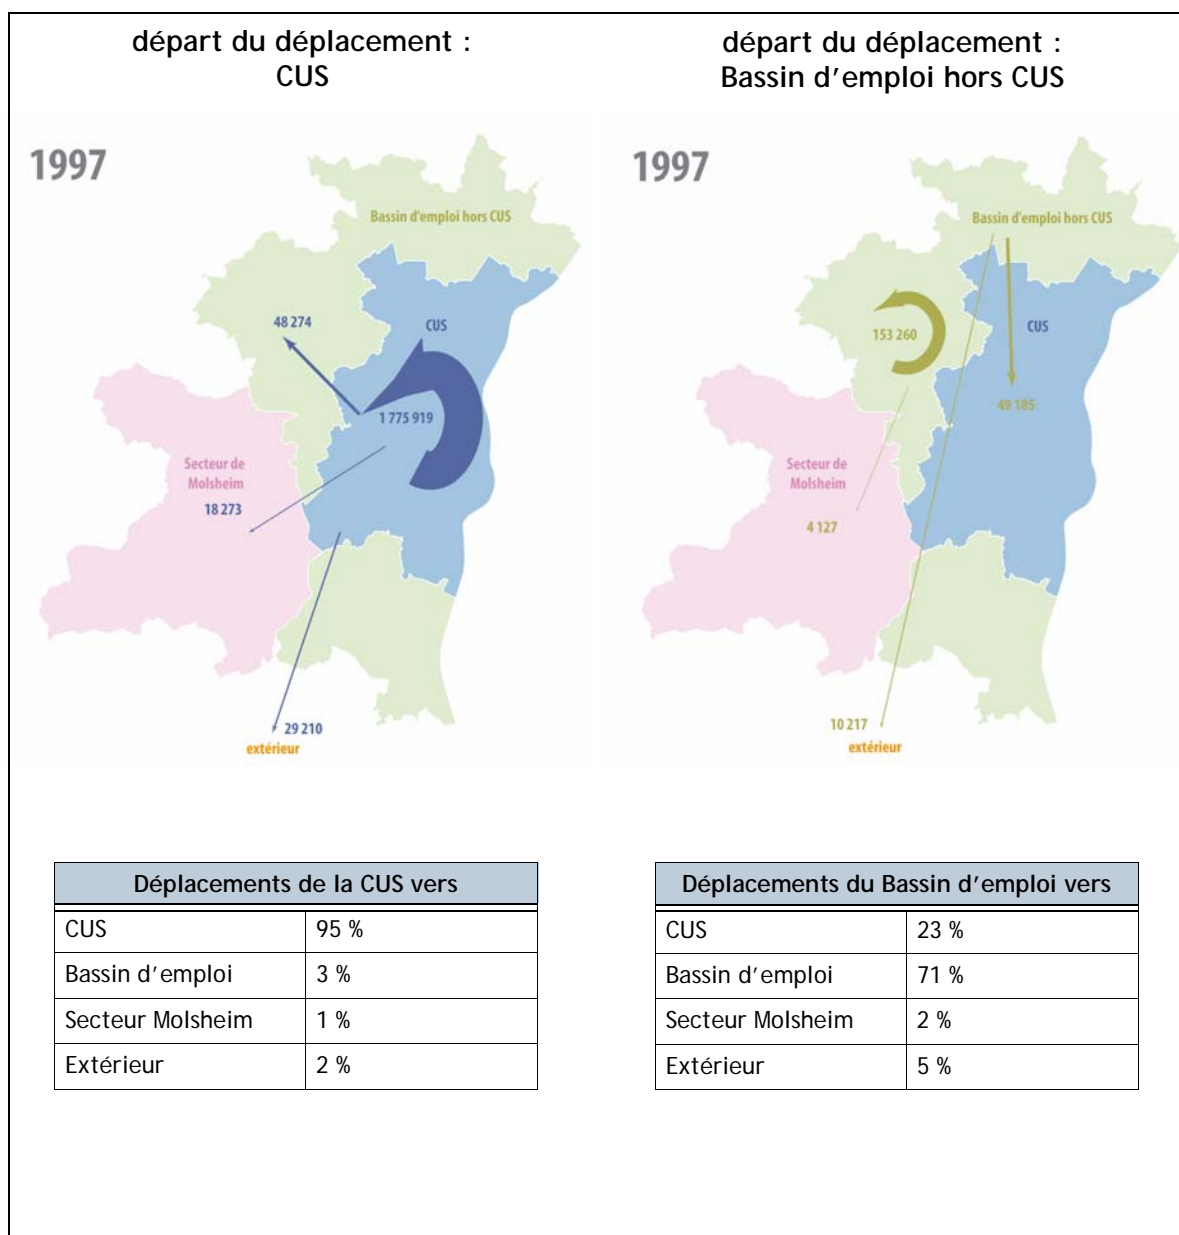 départ du déplacement :
CUS
1997
Bassin d'emploi hors CUS
48 274
CUS
1 775 919
Secteur de
Molsheim
18 273
29 210
extérieur
départ du déplacement :
Bassin d'emploi hors CUS
1997
Bassin d'emploi hors CUS
CUS
153 260
49 185
Secteur de
Molsheim
4 127
10 217
extérieur
Déplacements de la CUS vers
CUS 95 %
Bassin d'emploi 3 %
Secteur Molsheim 1 %
Extérieur 2 %
Déplacements du Bassin d'emploi vers
CUS 23 %
Bassin d'emploi 71 %
Secteur Molsheim 2 %
Extérieur 5 %